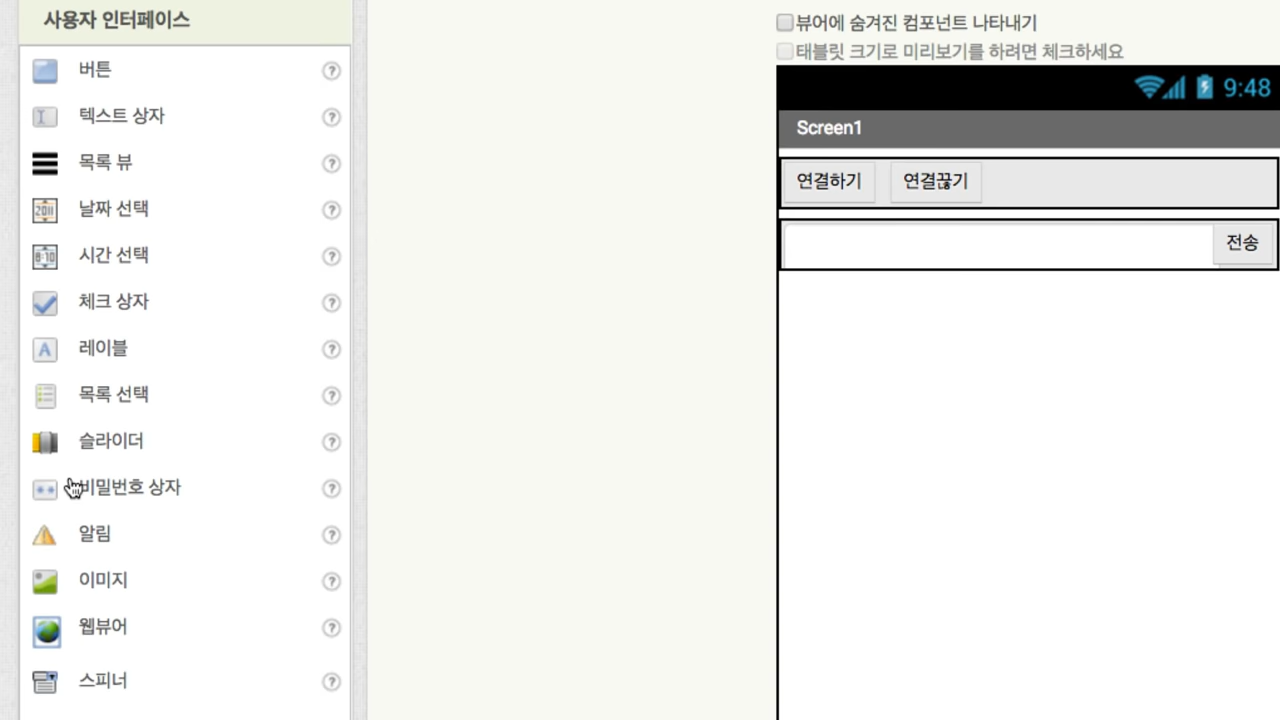 사용자 인터페이스
버튼
텍스트 상자
목록 뷰
날짜 선택
시간 선택
체크 상자
레이블
목록 선택
슬라이더
비밀번호 상자
알림
이미지
웹뷰어
스피너
뷰어에 숨겨진 컴포넌트 나타내기
태블릿 크기로 미리보기를 하려면 체크하세요
9:48
Screen1
연결하기 연결끊기
전송